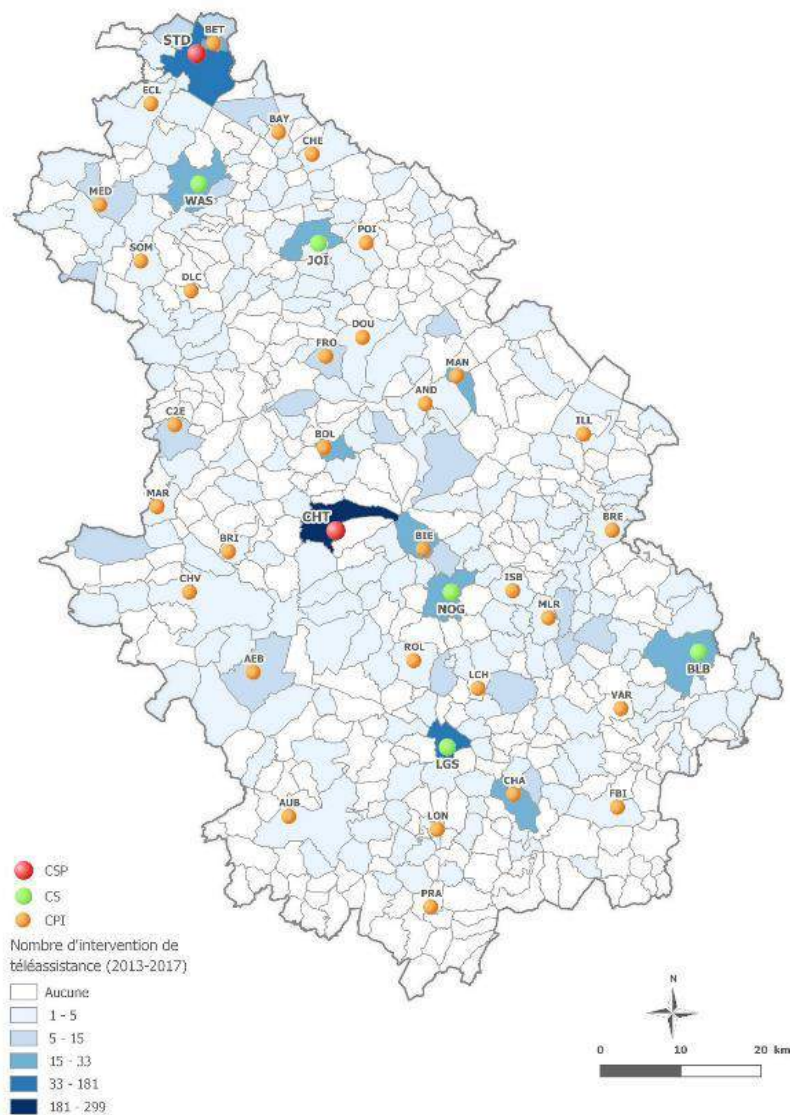 BET
STD
ECL
BAY
CHE
MED
WAS
POI
JOÏ
SOM
DLC
DOU
FRO
MAN
AND
C2E
ILL
BOL
MAR
CHT
BRE
BRI
BIE
CHV
ISB
NOG
MLR
ROL
BLB
AEB
LCH
VAR
LGS
CHA
FBI
AUB
LON
PRA
CSP
CS
CPI
Nombre d'intervention de
téléassistance (2013-2017)
Aucune
1 - 5
5 - 15
15 - 33
33 - 181
181 - 299
N
0 10 20 km